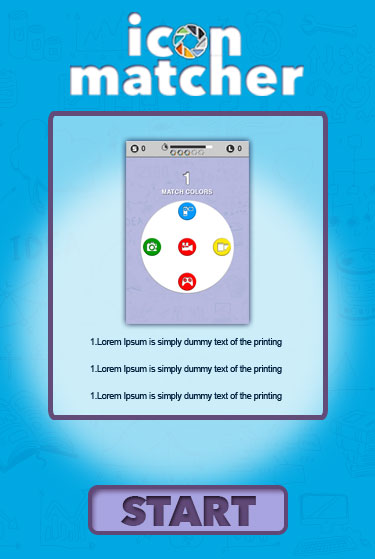 icon
matcher
0 0
1
MATCH COLORS
1.Lorem Ipsum is simply dummy text of the printing
1.Lorem Ipsum is simply dummy text of the printing
1.Lorem Ipsum is simply dummy text of the printing
START